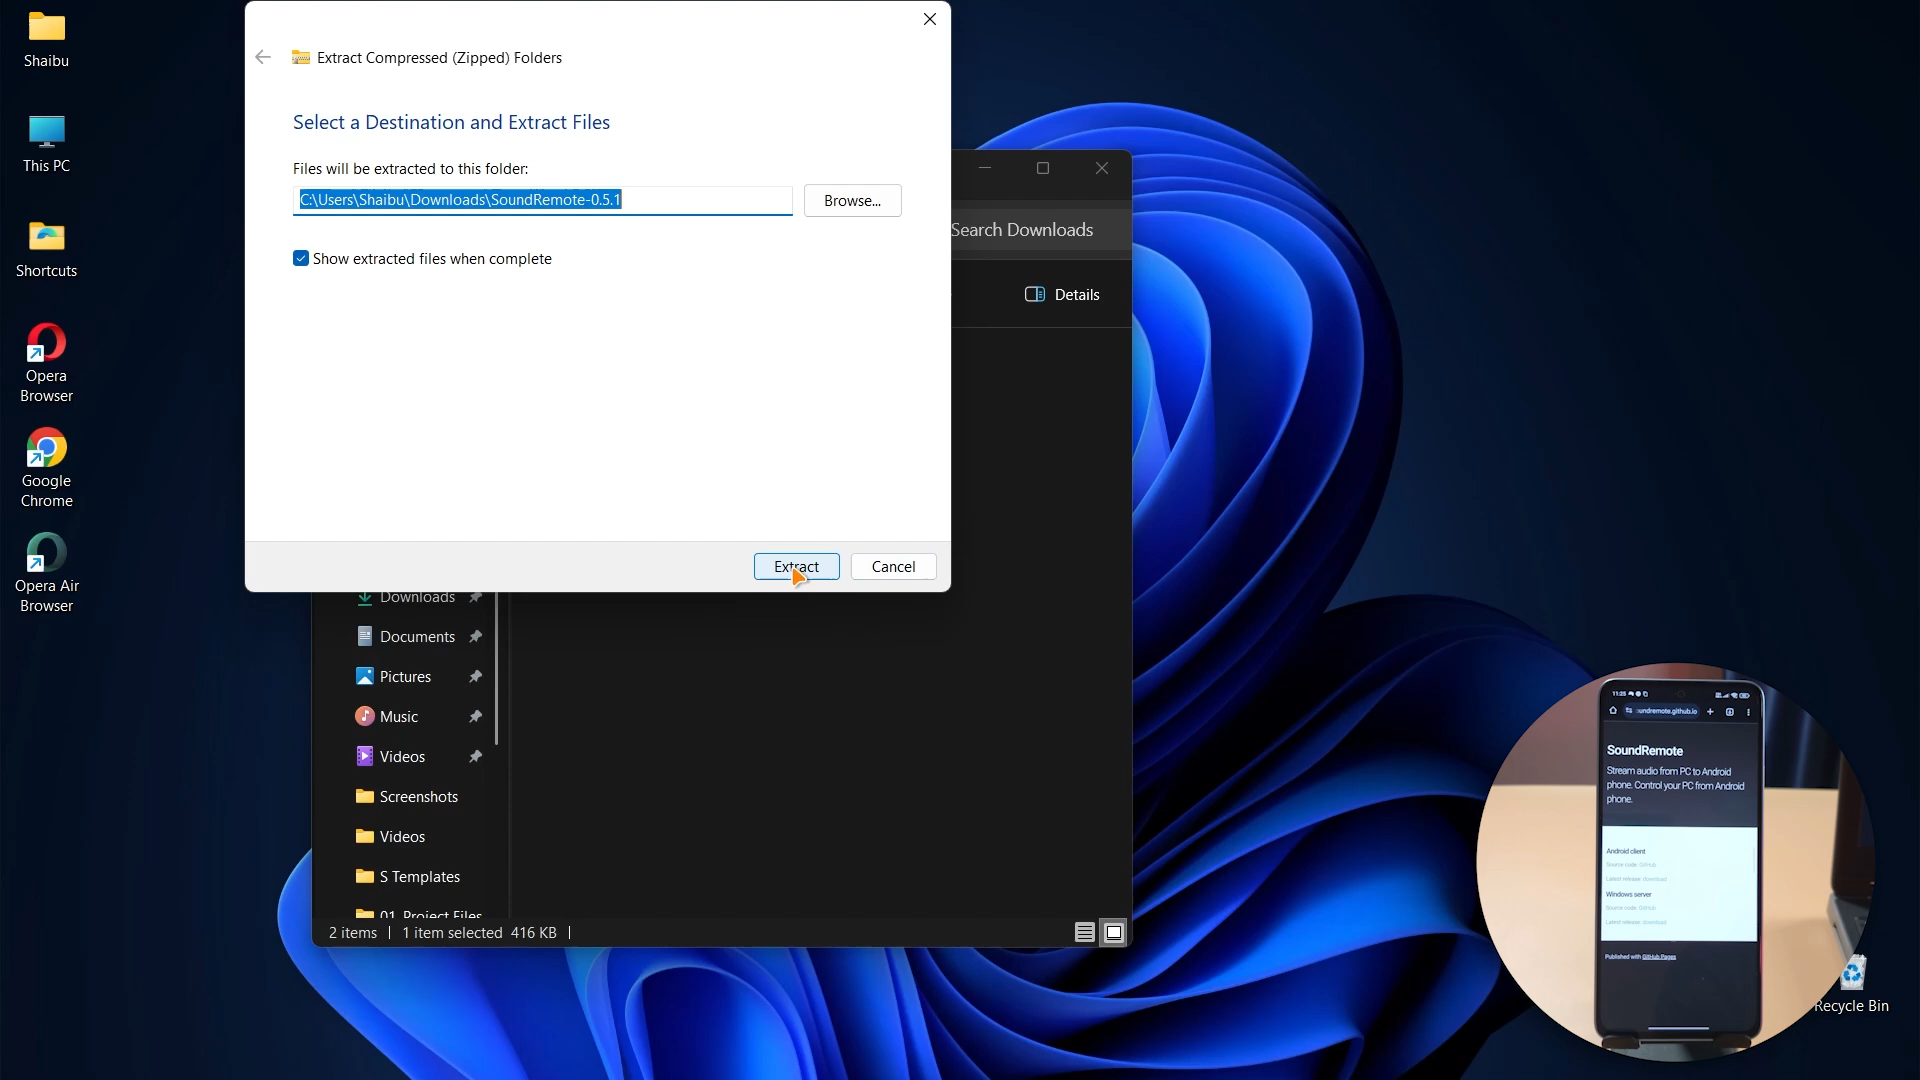 Shaibu
This PC
Shortcuts
Opera
Browser
Google
Chrome
Opera Air
Browser
Extract Compressed (Zipped) Folders
Select a Destination and Extract Files
Files will be extracted to this folder:
C:\Users\Shaibu\Downloads\SoundRemote-0.5.1
Browse...
Show extracted files when complete
Extract
Cancel
Search Downloads
Details
Downloads
Documents
Pictures
Music
Videos
Screenshots
Videos
S Templates
01. Project Files
2 items
1 item selected 416 KB
11:25
undremote.github.io
SoundRemote
Stream audio from PC to Android
phone. Control your PC from Android
phone.
Android client
Source code: GitHub
Latest release: download
Windows server
Source code: GitHub
Latest release: download
Published with GitHub Pages
Recycle Bin